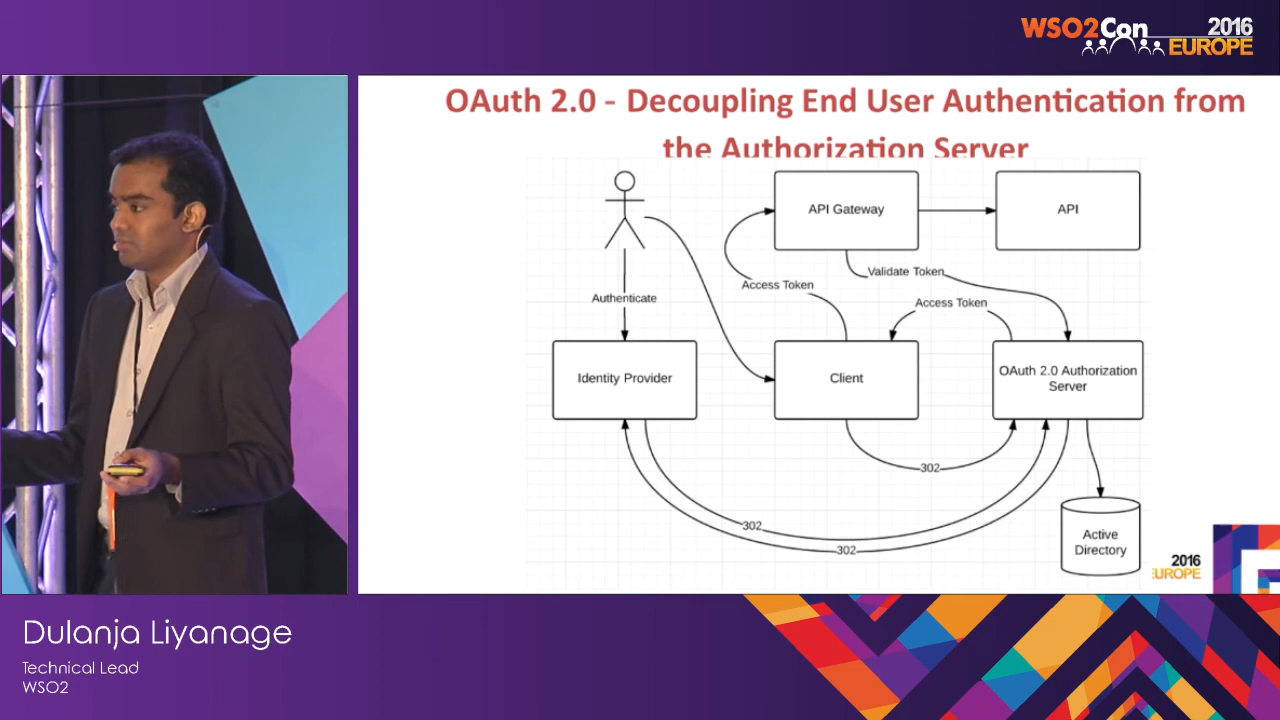 WSO2Con 2016
EUROPE
OAuth 2.0 - Decoupling End User Authentication from
the Authorization Server
API Gateway
API
Validate Token
Access Token
Authenticate
Access Token
Identity Provider
Client
OAuth 2.0 Authorization
Server
302
302
302
Active
Directory
2016
EUROPE
Dulanja Liyanage
Technical Lead
WSO2